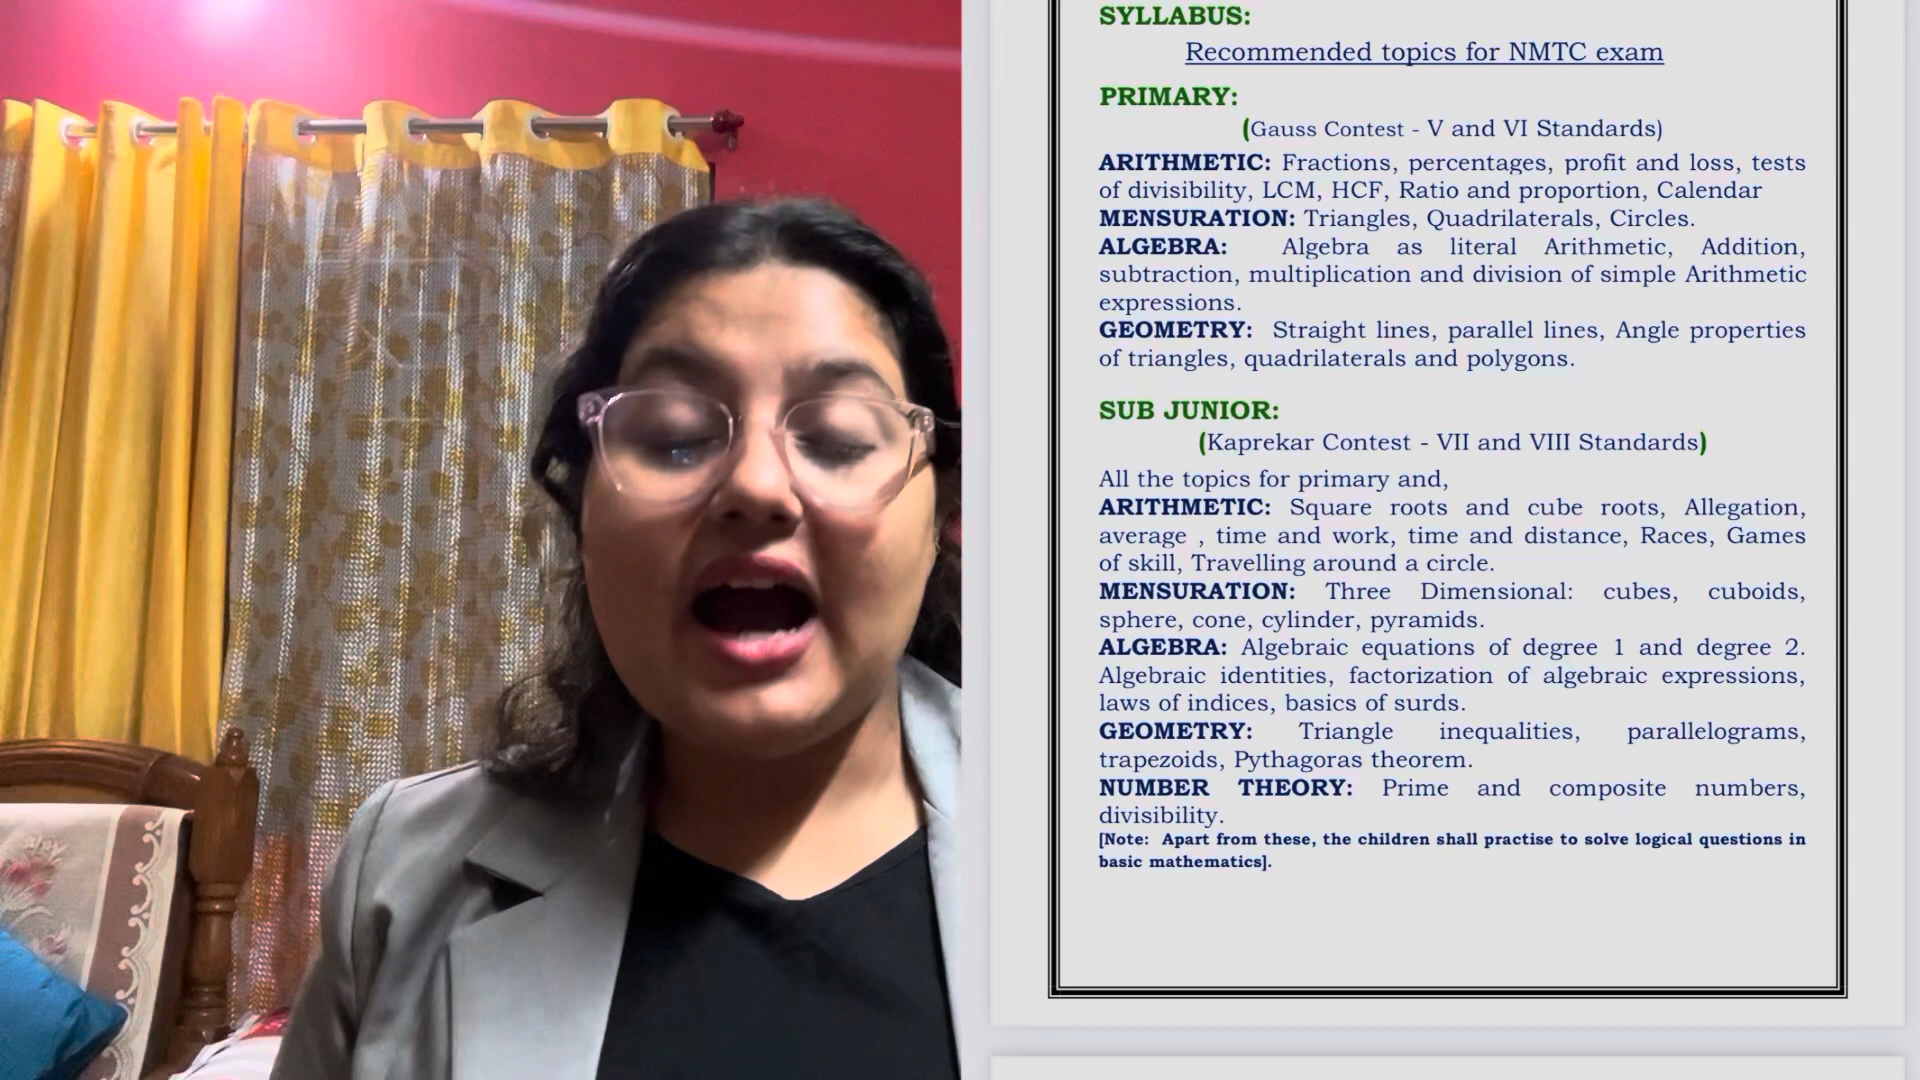 SYLLABUS:
Recommended topics for NMTC exam
PRIMARY:
(Gauss Contest - V and VI Standards)
ARITHMETIC: Fractions, percentages, profit and loss, tests
of divisibility, LCM, HCF, Ratio and proportion, Calendar
MENSURATION: Triangles, Quadrilaterals, Circles.
ALGEBRA: Algebra as literal Arithmetic, Addition,
subtraction, multiplication and division of simple Arithmetic
expressions.
GEOMETRY: Straight lines, parallel lines, Angle properties
of triangles, quadrilaterals and polygons.
SUB JUNIOR:
(Kaprekar Contest - VII and VIII Standards)
All the topics for primary and,
ARITHMETIC: Square roots and cube roots, Allegation,
average , time and work, time and distance, Races, Games
of skill, Travelling around a circle.
MENSURATION: Three Dimensional: cubes, cuboids,
sphere, cone, cylinder, pyramids.
ALGEBRA: Algebraic equations of degree 1 and degree 2.
Algebraic identities, factorization of algebraic expressions,
laws of indices, basics of surds.
GEOMETRY: Triangle inequalities, parallelograms,
trapezoids, Pythagoras theorem.
NUMBER THEORY: Prime and composite numbers,
divisibility.
[Note: Apart from these, the children shall practise to solve logical questions in
basic mathematics].